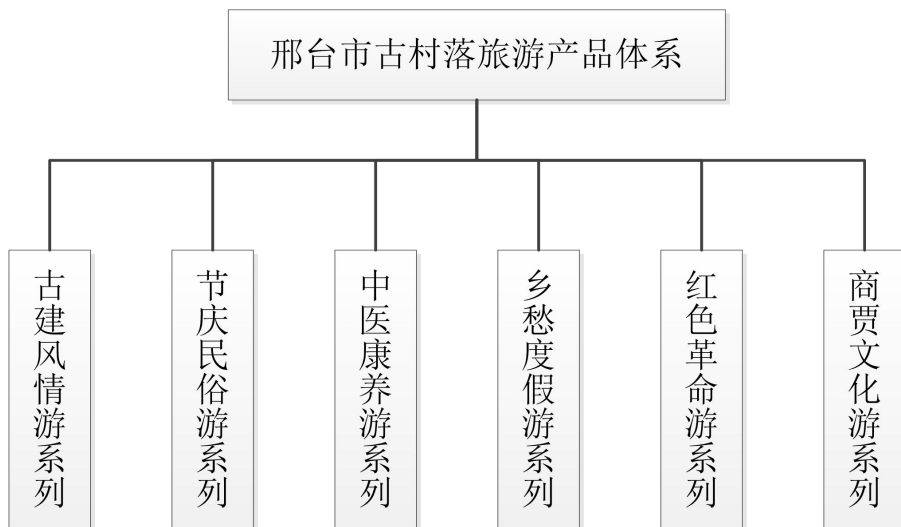 邢台市古村落旅游产品体系
古建风情游系列
节庆民俗游系列
中医康养游系列
乡愁度假游系列
红色革命游系列
商贾文化游系列